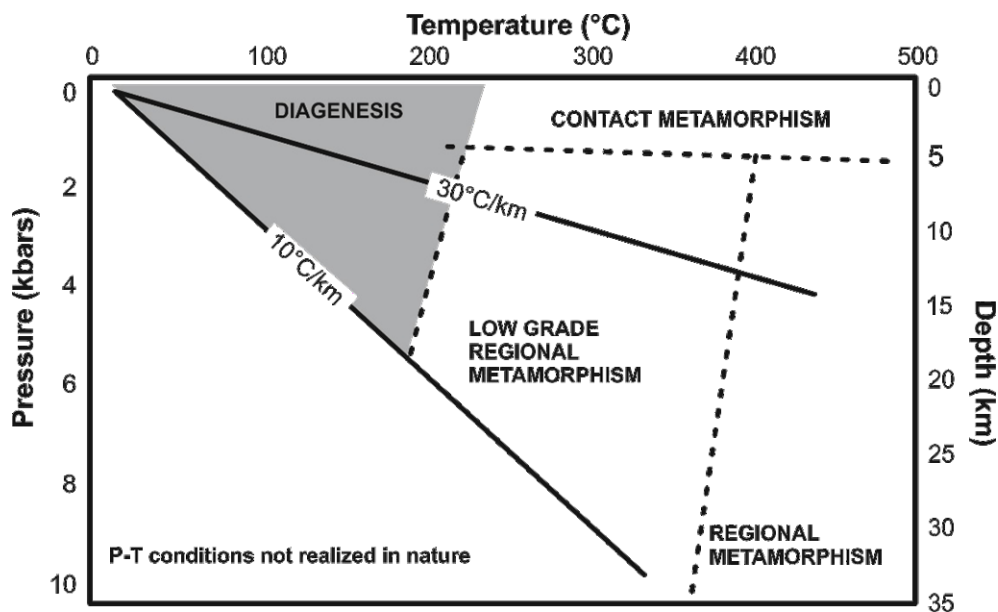 Temperature (°C)
0 100 200 300 400 500
0 0
DIAGENESIS
CONTACT METAMORPHISM
5
2
30°C/km
10
10°C/km
4
15
LOW GRADE
REGIONAL
METAMORPHISM
6
20
25
8
30
REGIONAL
METAMORPHISM
P-T conditions not realized in nature
10
35
Pressure (kbars)
Depth (km)